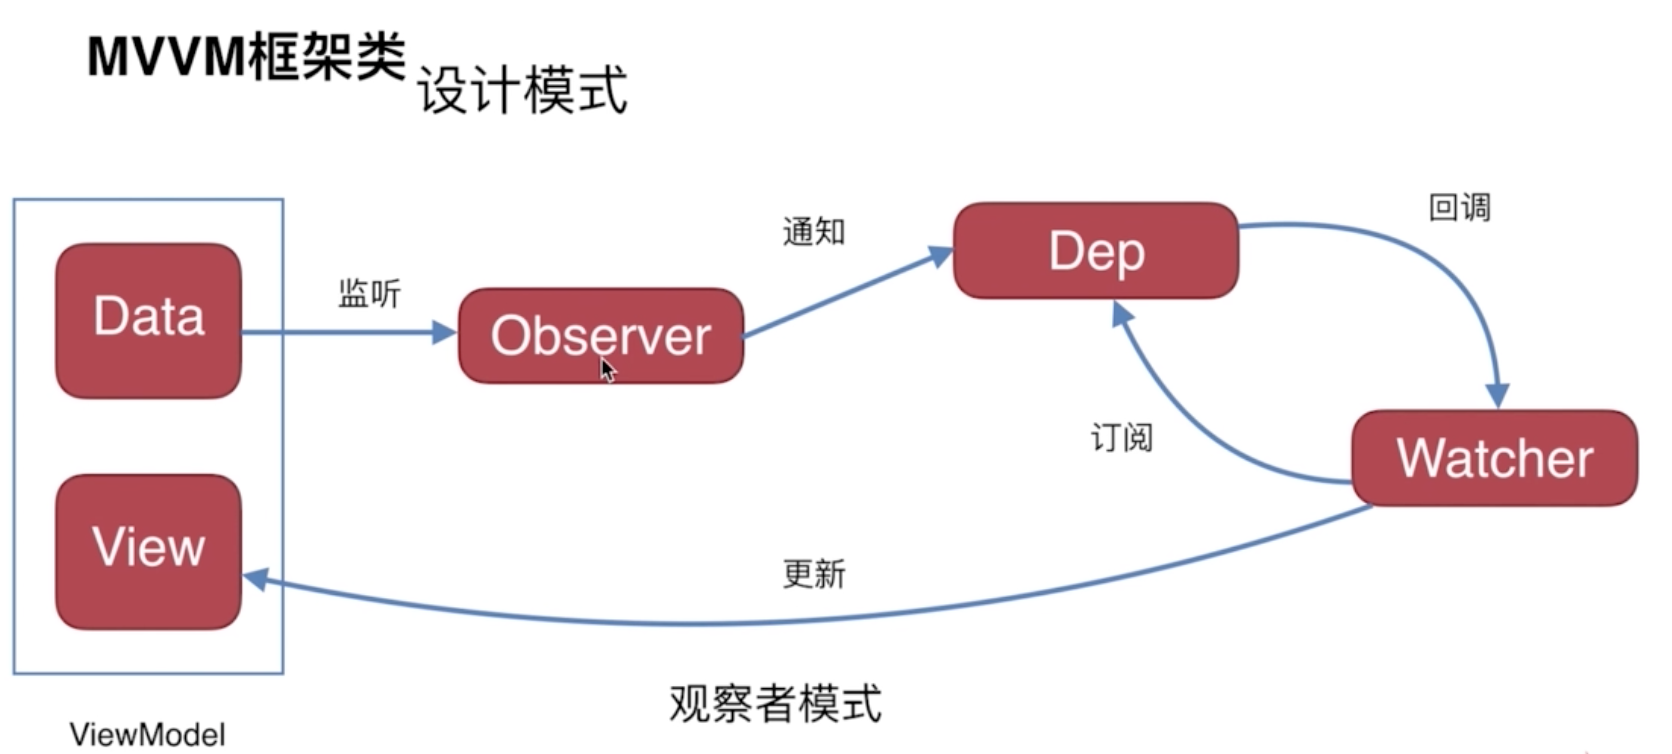 MVVM框架类
设计模式
回调
通知
Dep
监听
Data
Observer
订阅
Watcher
View
更新
观察者模式
ViewModel